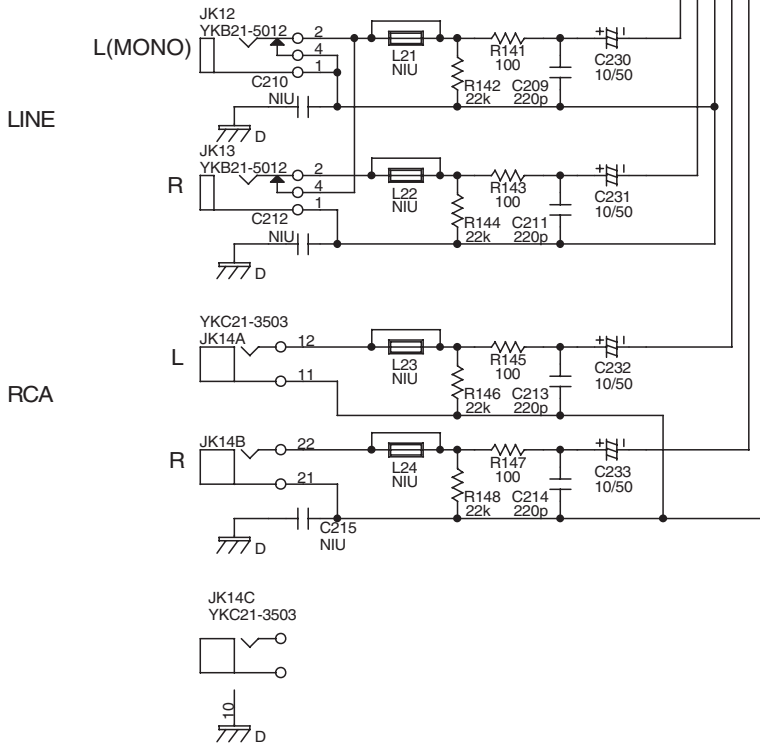 JK12
YKB21-5012
L(MONO)
2
4
1
C210
NIU
D
L21
NIU
R141
100
R142
22k
C209
220p
+
C230
10/50
LINE
JK13
YKB21-5012
R
2
4
1
C212
NIU
D
L22
NIU
R143
100
R144
22k
C211
220p
+
C231
10/50
YKC21-3503
JK14A
L
12
11
L23
NIU
R145
100
R146
22k
C213
220p
+
C232
10/50
RCA
JK14B
R
22
21
C215
NIU
D
L24
NIU
R147
100
R148
22k
C214
220p
+
C233
10/50
JK14C
YKC21-3503
10
D